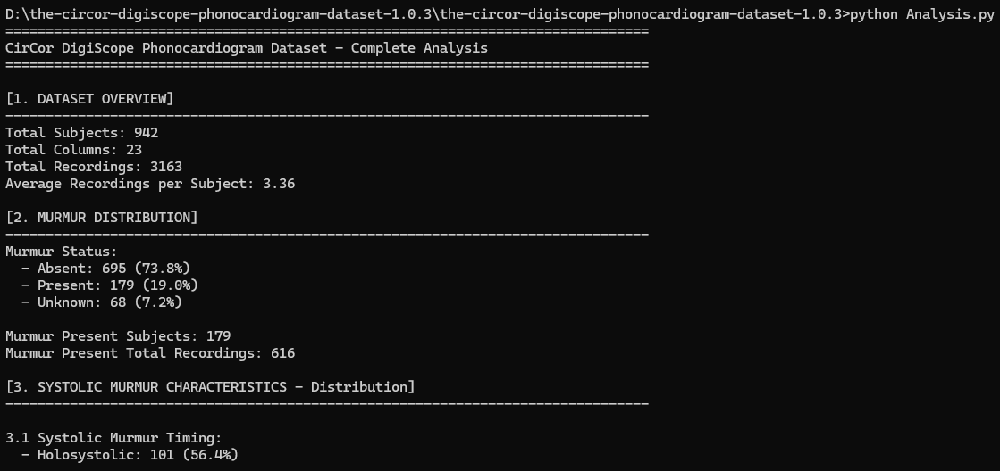 D:\the-circor-digiscope-phonocardiogram-dataset-1.0.3\the-circor-digiscope-phonocardiogram-dataset-1.0.3>python Analysis.py
================================================================================
CirCor DigiScope Phonocardiogram Dataset - Complete Analysis
================================================================================
[1. DATASET OVERVIEW]
--------------------------------------------------------------------------------
Total Subjects: 942
Total Columns: 23
Total Recordings: 3163
Average Recordings per Subject: 3.36
[2. MURMUR DISTRIBUTION]
--------------------------------------------------------------------------------
Murmur Status:
  - Absent: 695 (73.8%)
  - Present: 179 (19.0%)
  - Unknown: 68 (7.2%)
Murmur Present Subjects: 179
Murmur Present Total Recordings: 616
[3. SYSTOLIC MURMUR CHARACTERISTICS - Distribution]
--------------------------------------------------------------------------------
3.1 Systolic Murmur Timing:
  - Holosystolic: 101 (56.4%)